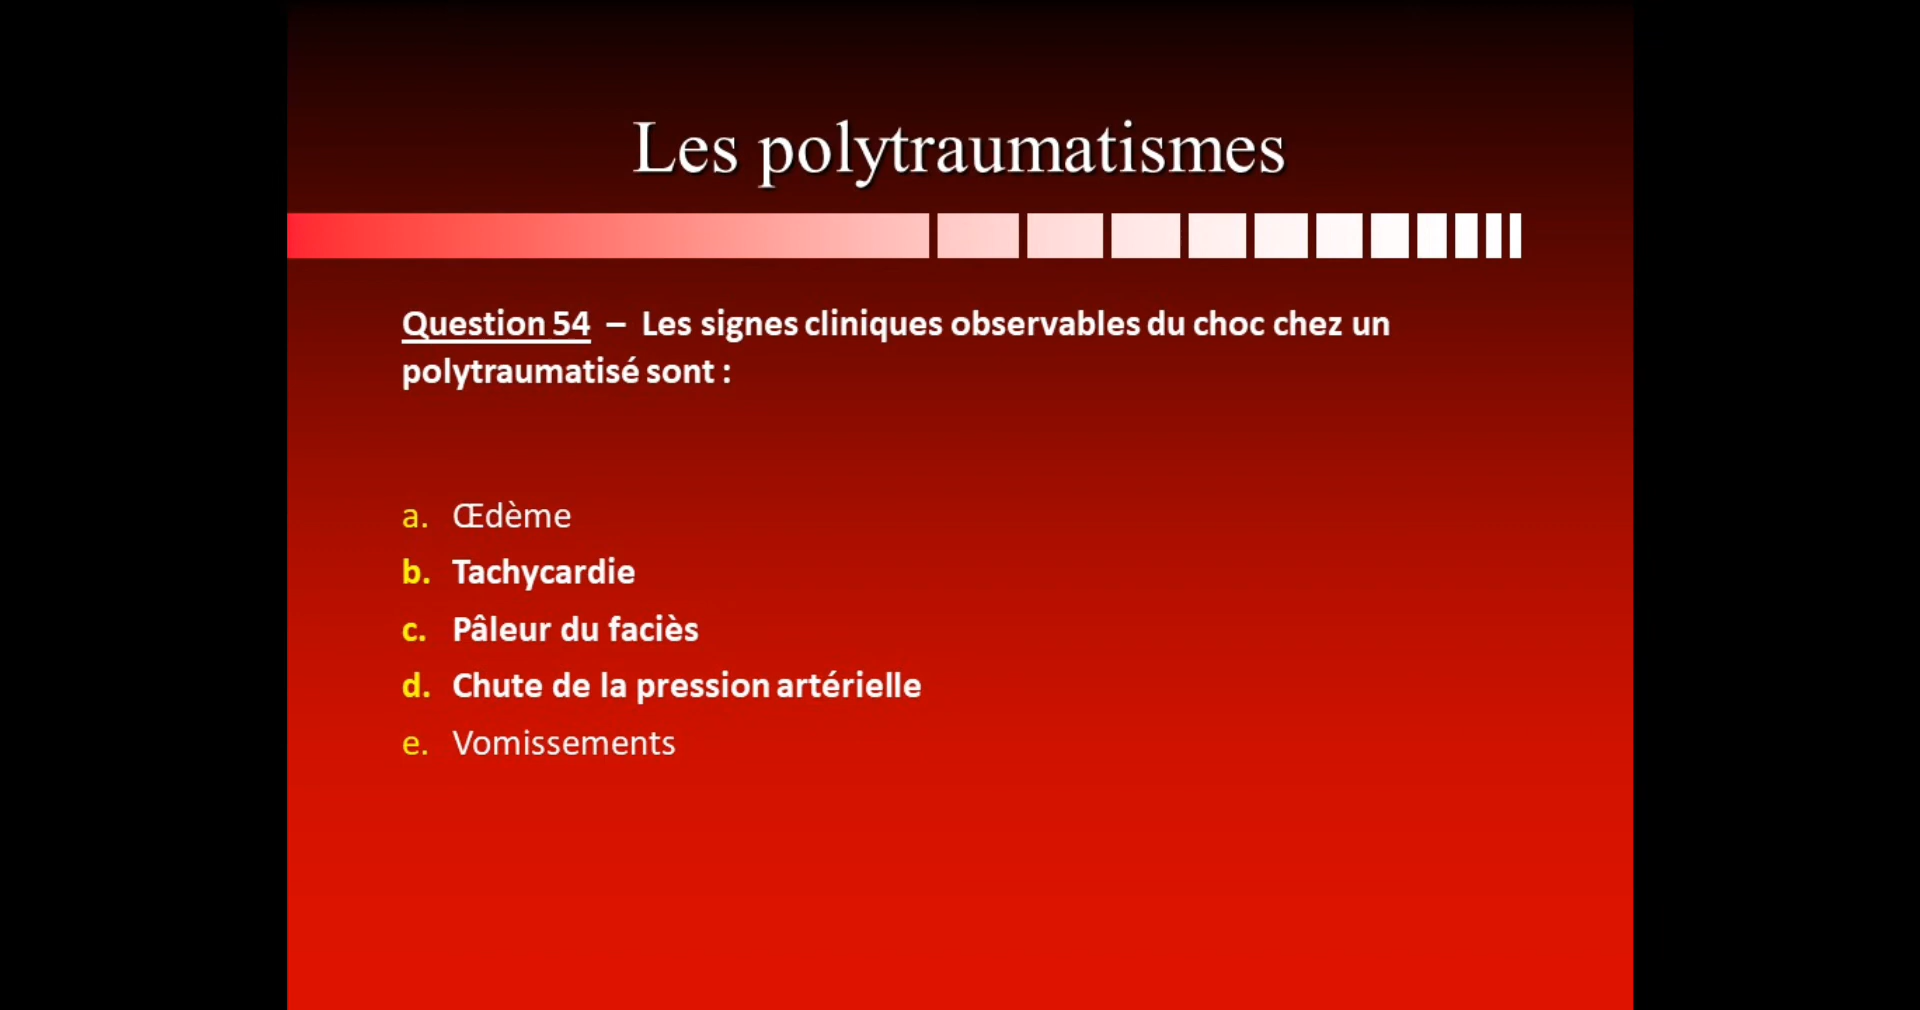 Les polytraumatismes
Question 54 – Les signes cliniques observables du choc chez un
polytraumatisé sont :
a. Œdème
b. Tachycardie
c. Pâleur du faciès
d. Chute de la pression artérielle
e. Vomissements